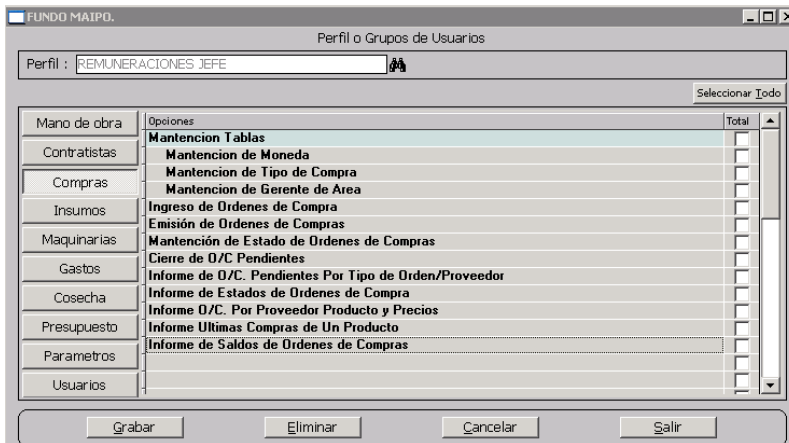 FUNDO MAIPO.
Perfil o Grupos de Usuarios
Perfil : REMUNERACIONES JEFE
Seleccionar Todo
Mano de obra
Contratistas
Compras
Insumos
Maquinarias
Gastos
Cosecha
Presupuesto
Parametros
Usuarios
Opciones Total
Mantencion Tablas
Mantencion de Moneda
Mantencion de Tipo de Compra
Mantencion de Gerente de Area
Ingreso de Ordenes de Compra
Emisión de Ordenes de Compras
Mantención de Estado de Ordenes de Compras
Cierre de O/C Pendientes
Informe de O/C. Pendientes Por Tipo de Orden/Proveedor
Informe de Estados de Ordenes de Compra
Informe O/C. Por Proveedor Producto y Precios
Informe Ultimas Compras de Un Producto
Informe de Saldos de Ordenes de Compras
Grabar Eliminar Cancelar Salir